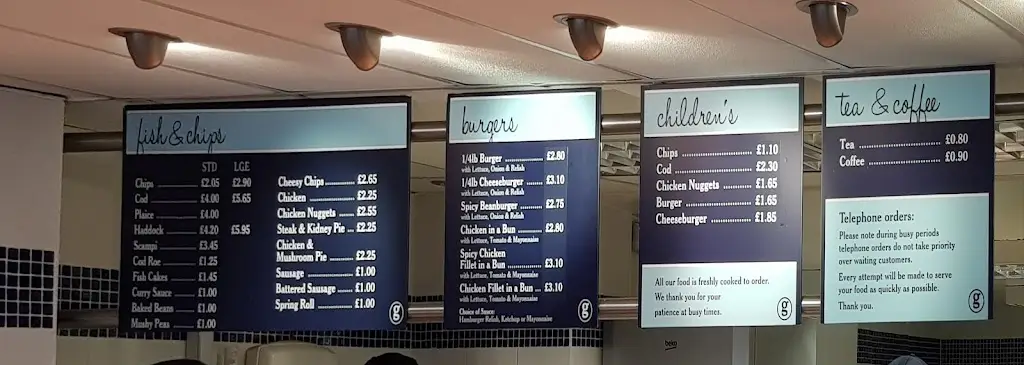 fish & chips
STD LGE
Chips £2.05 £2.90
Cod £4.00 £5.65
Plaice £4.00
Haddock £4.20 £5.95
Scampi £3.45
Cod Roe £1.25
Fish Cakes £1.45
Curry Sauce £1.00
Baked Beans £1.00
Mushy Peas £1.00
Cheesy Chips £2.65
Chicken £2.25
Chicken Nuggets £2.55
Steak & Kidney Pie £2.25
Chicken &
Mushroom Pie £2.25
Sausage £1.00
Battered Sausage £1.00
Spring Roll £1.00
g
burgers
1/4lb Burger £2.80
with Lettuce, Onion & Relish
1/4lb Cheeseburger £3.10
with Lettuce, Onion & Relish
Spicy Beanburger £2.75
with Lettuce, Onion & Relish
Chicken in a Bun £2.80
with Lettuce, Tomato & Mayonnaise
Spicy Chicken
Fillet in a Bun £3.10
with Lettuce, Tomato & Mayonnaise
Chicken Fillet in a Bun £3.10
with Lettuce, Tomato & Mayonnaise
Choice of Sauce:
Hamburger Relish, Ketchup or Mayonnaise
g
children's
Chips £1.10
Cod £2.30
Chicken Nuggets £1.65
Burger £1.65
Cheeseburger £1.85
All our food is freshly cooked to order.
We thank you for your
patience at busy times.
g
beko
tea & coffee
Tea £0.80
Coffee £0.90
Telephone orders:
Please note during busy periods
telephone orders do not take priority
over waiting customers.
Every attempt will be made to serve
your food as quickly as possible.
Thank you.
g